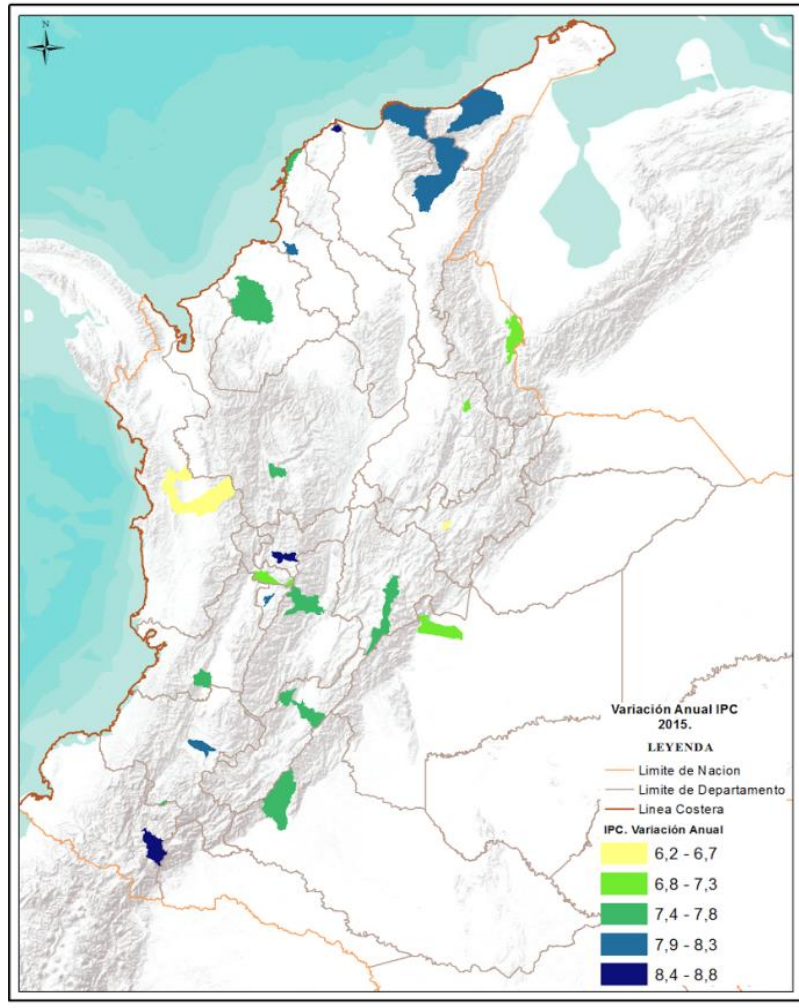 N
Variación Anual IPC
2015.
LEYENDA
Limite de Nacion
Limite de Departamento
Linea Costera
IPC. Variación Anual
6,2 - 6,7
6,8 - 7,3
7,4 - 7,8
7,9 - 8,3
8,4 - 8,8